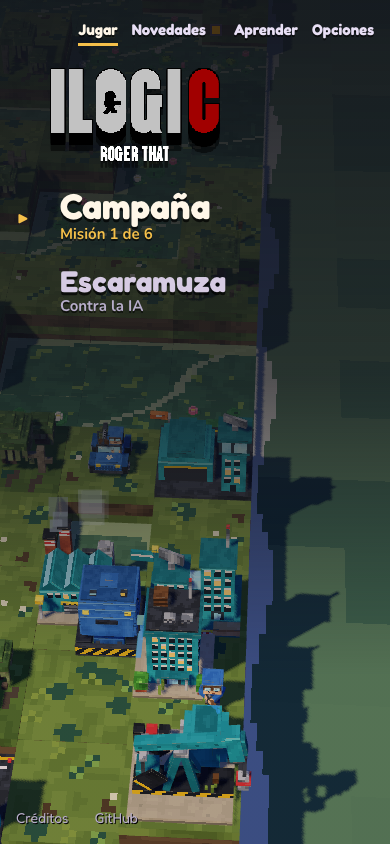 Jugar Novedades Aprender Opciones
ILOGIC
ROGER THAT
Campaña
Misión 1 de 6
Escaramuza
Contra la IA
Créditos GitHub